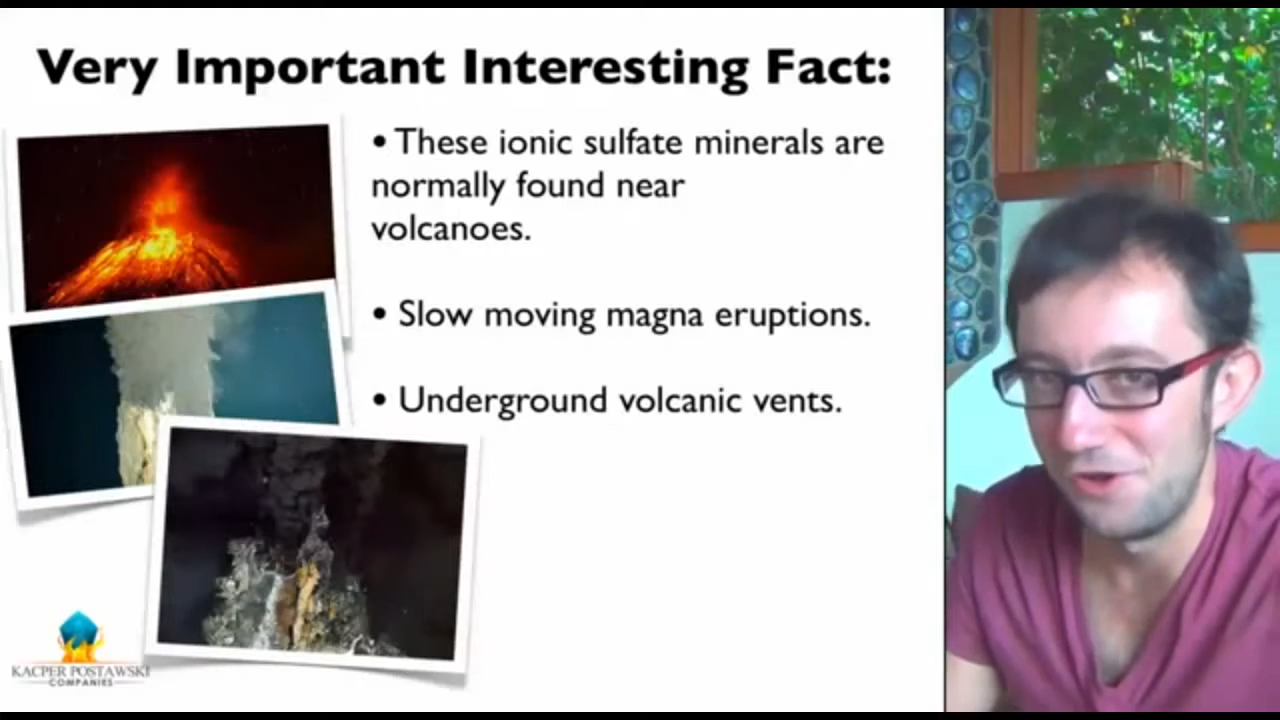 Very Important Interesting Fact:
• These ionic sulfate minerals are
normally found near
volcanoes.
• Slow moving magna eruptions.
• Underground volcanic vents.
KACPER POSTAWSKI
COMPANIES